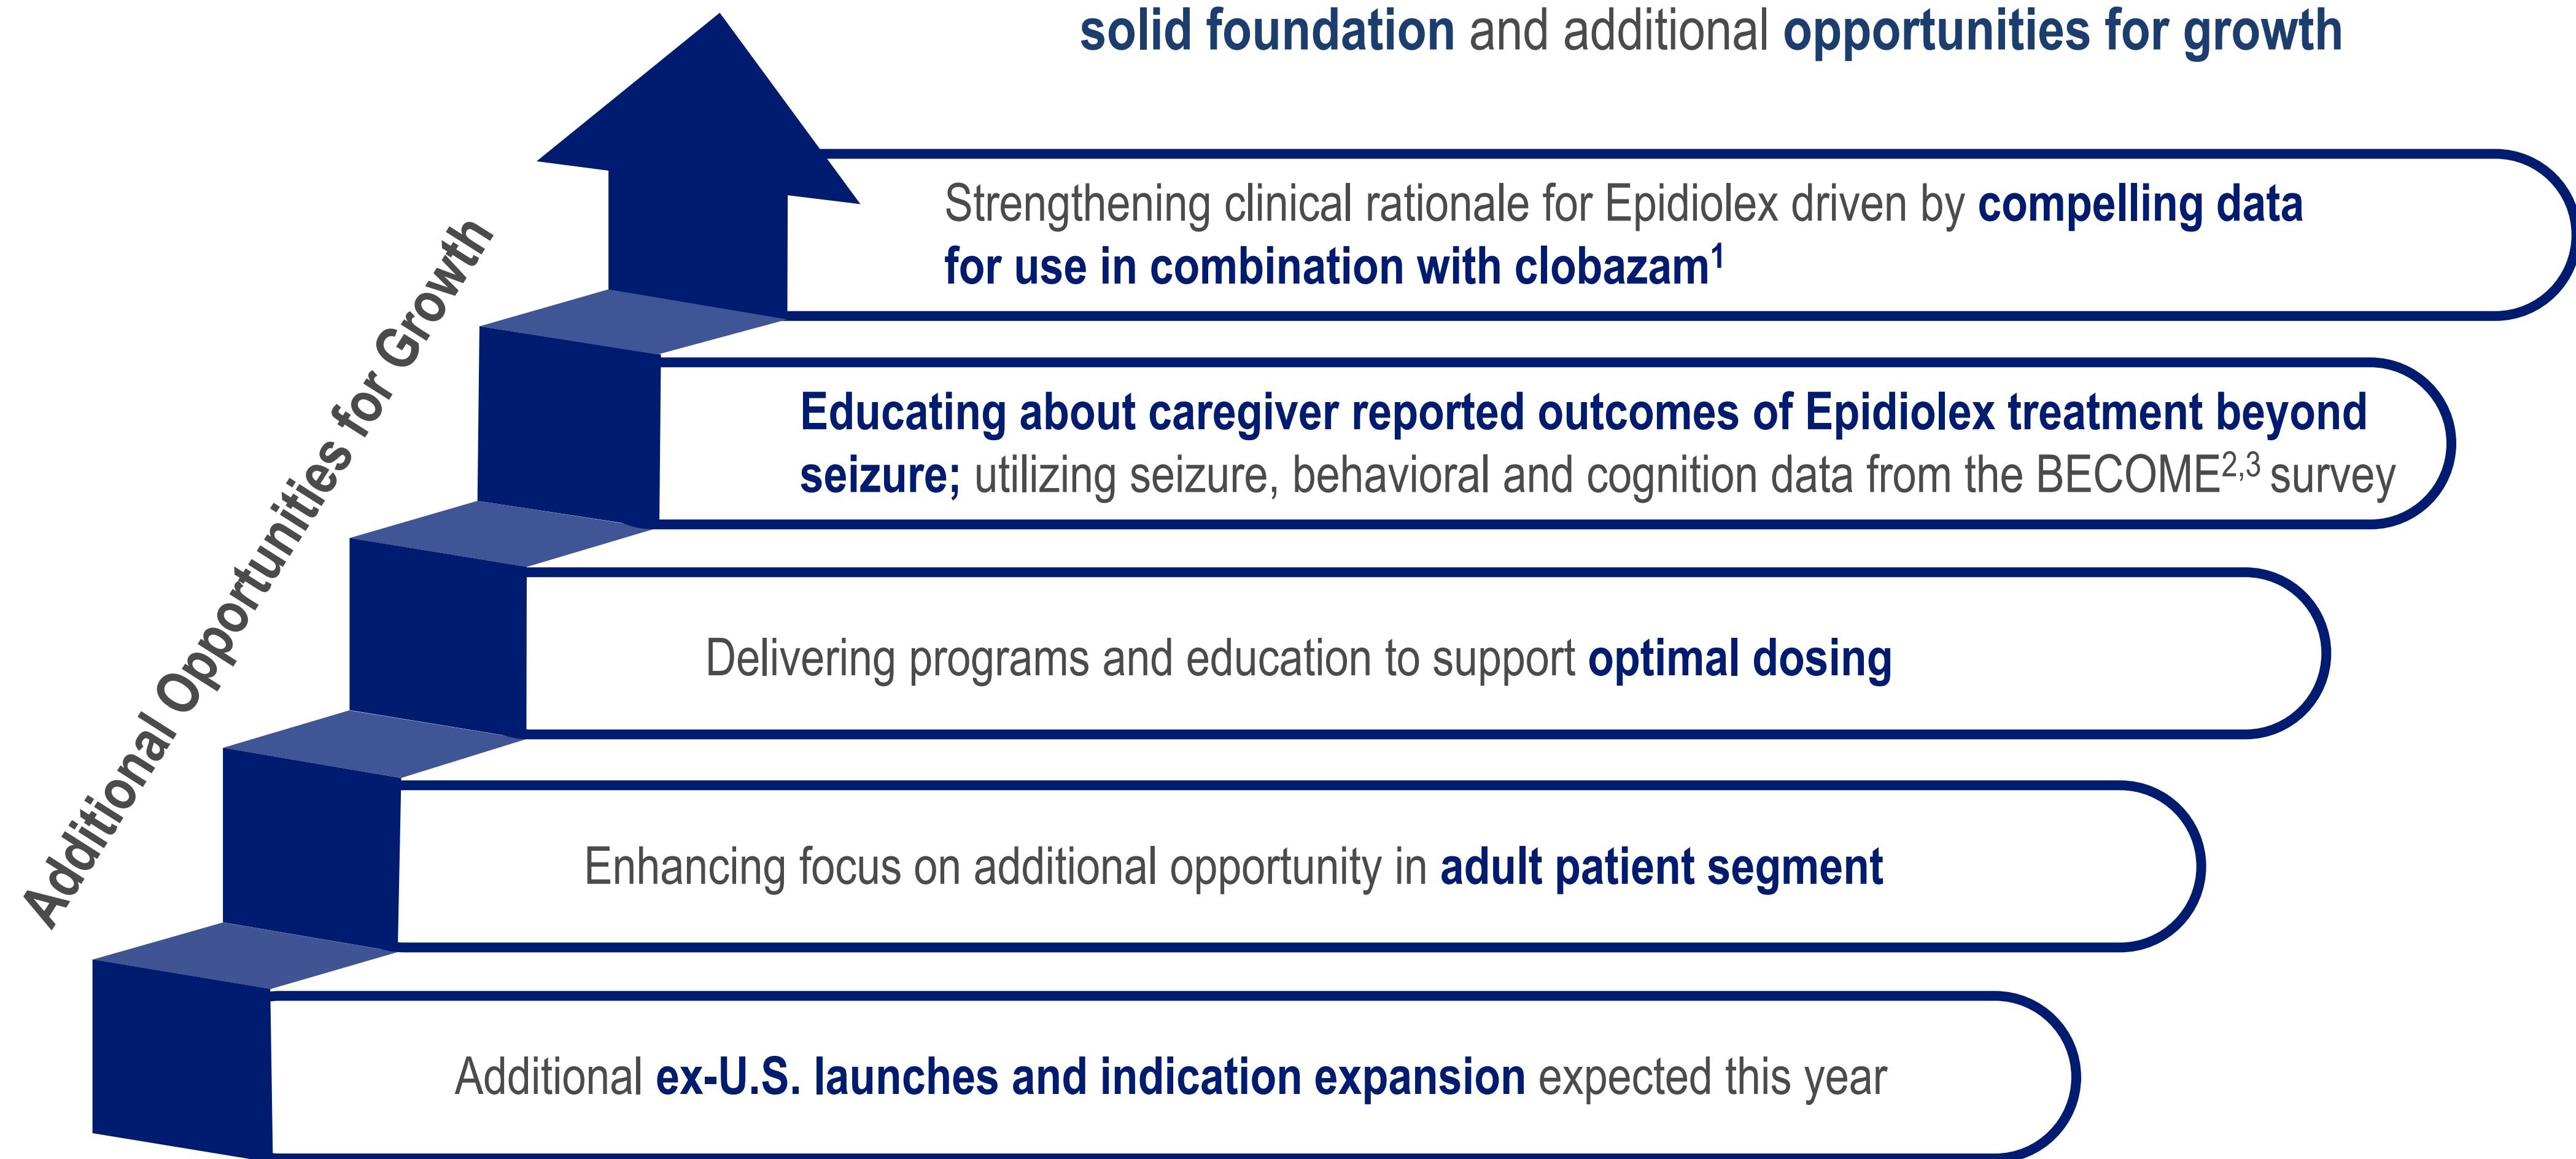 solid foundation and additional opportunities for growth
Additional Opportunities for Growth
Strengthening clinical rationale for Epidiolex driven by compelling data
for use in combination with clobazam¹
Educating about caregiver reported outcomes of Epidiolex treatment beyond
seizure; utilizing seizure, behavioral and cognition data from the BECOME²,³ survey
Delivering programs and education to support optimal dosing
Enhancing focus on additional opportunity in adult patient segment
Additional ex-U.S. launches and indication expansion expected this year